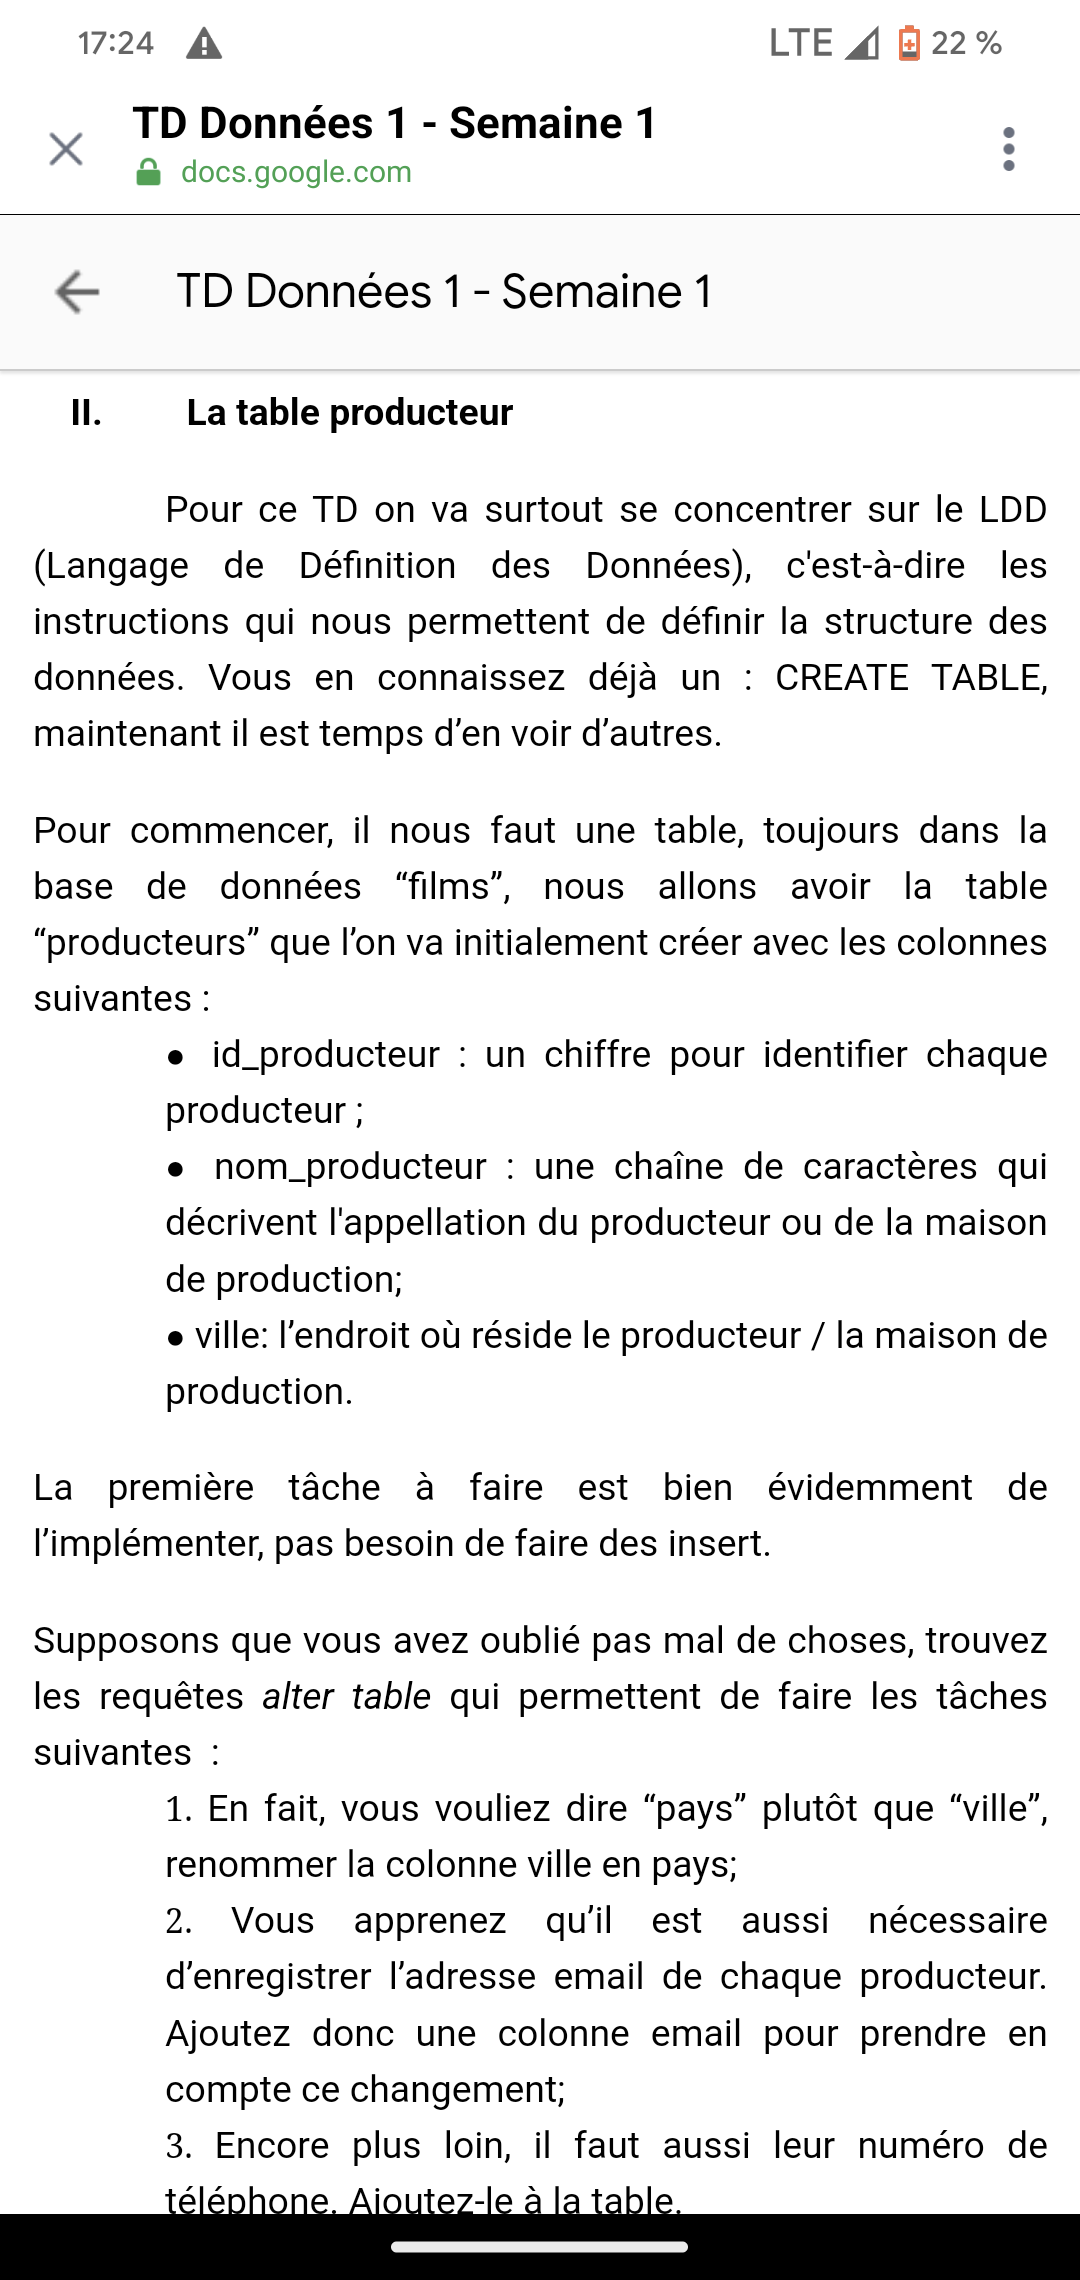 17:24
LTE 22 %
TD Données 1 - Semaine 1
docs.google.com
TD Données 1 - Semaine 1
II. La table producteur
Pour ce TD on va surtout se concentrer sur le LDD
(Langage de Définition des Données), c'est-à-dire les
instructions qui nous permettent de définir la structure des
données. Vous en connaissez déjà un : CREATE TABLE,
maintenant il est temps d’en voir d’autres.
Pour commencer, il nous faut une table, toujours dans la
base de données “films”, nous allons avoir la table
“producteurs” que l’on va initialement créer avec les colonnes
suivantes :
● id_producteur : un chiffre pour identifier chaque
producteur ;
● nom_producteur : une chaîne de caractères qui
décrivent l'appellation du producteur ou de la maison
de production;
● ville: l’endroit où réside le producteur / la maison de
production.
La première tâche à faire est bien évidemment de
l’implémenter, pas besoin de faire des insert.
Supposons que vous avez oublié pas mal de choses, trouvez
les requêtes alter table qui permettent de faire les tâches
suivantes :
1. En fait, vous vouliez dire “pays” plutôt que “ville”,
renommer la colonne ville en pays;
2. Vous apprenez qu’il est aussi nécessaire
d’enregistrer l’adresse email de chaque producteur.
Ajoutez donc une colonne email pour prendre en
compte ce changement;
3. Encore plus loin, il faut aussi leur numéro de
téléphone. Ajoutez-le à la table.